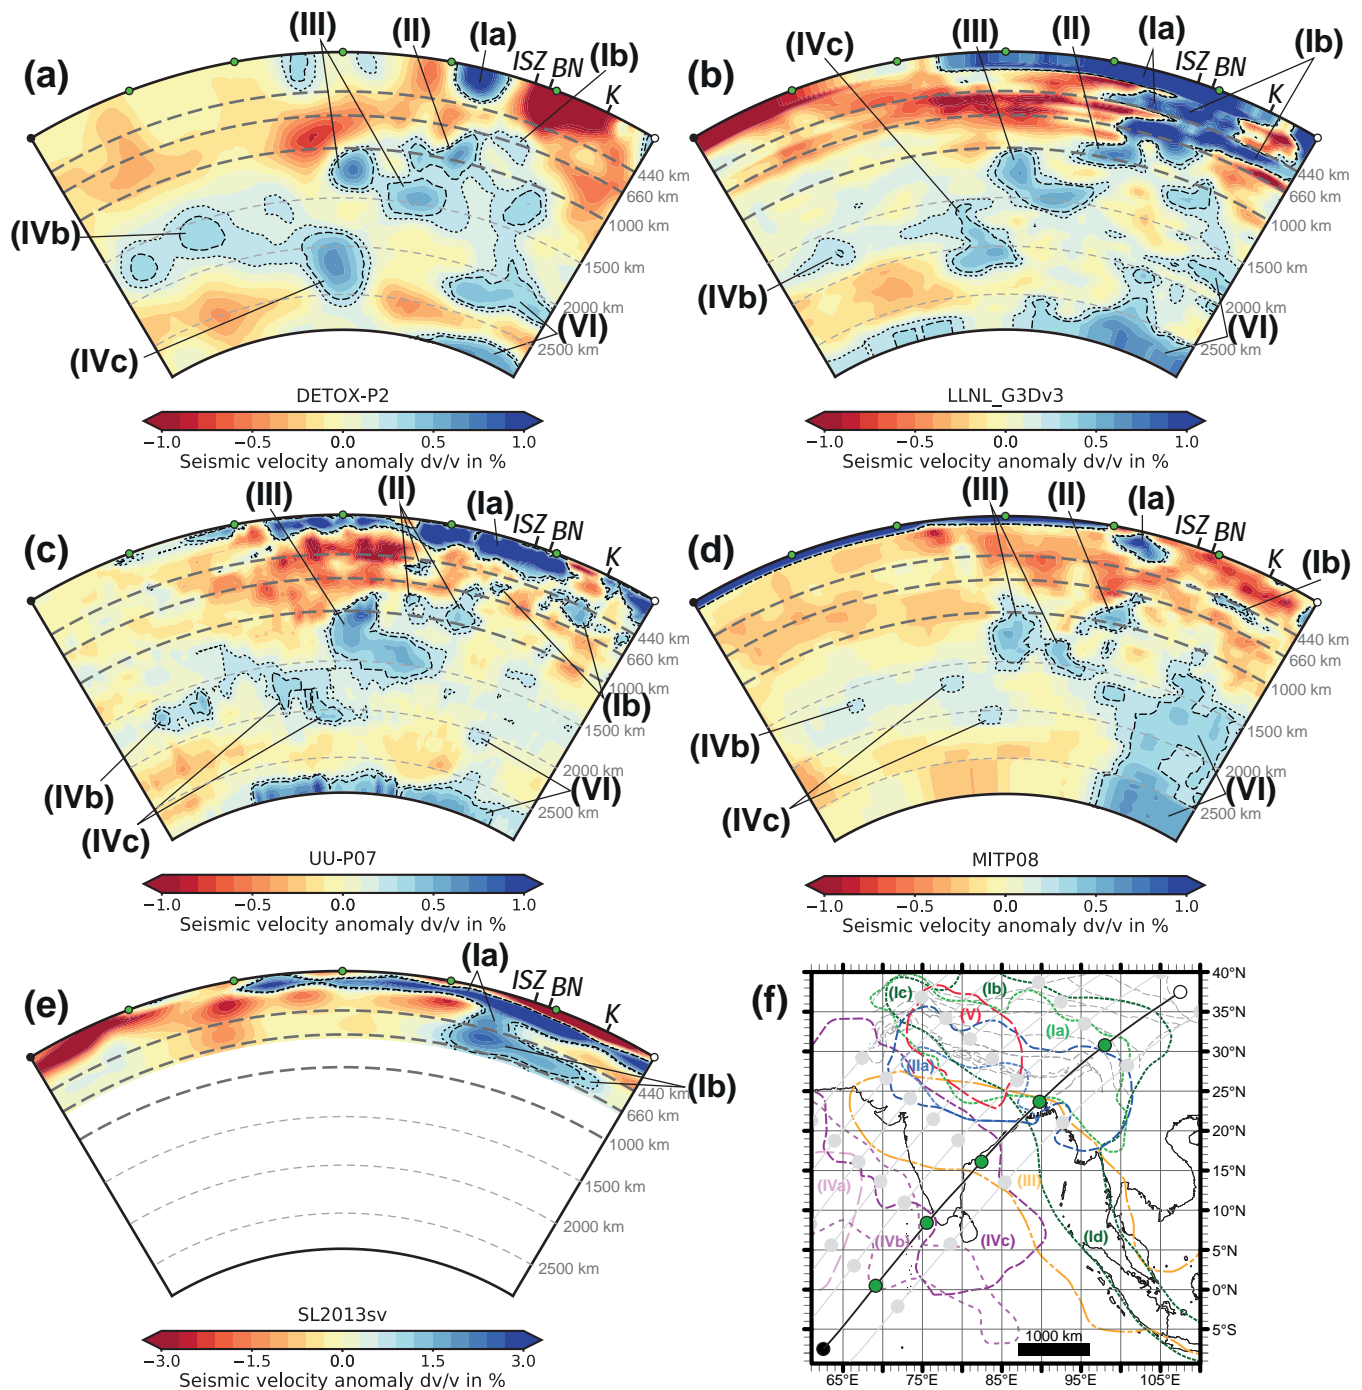 (a)
(III)
(II)
(Ia)
ISZ
BN
(Ib)
K
440 km
660 km
1000 km
1500 km
2000 km
2500 km
(IVb)
(IVc)
(VI)
DETOX-P2
−1.0 −0.5 0.0 0.5 1.0
Seismic velocity anomaly dv/v in %
(b)
(IVc)
(III)
(II)
(Ia)
ISZ
BN
(Ib)
K
440 km
660 km
1000 km
1500 km
2000 km
2500 km
(IVb)
(VI)
LLNL_G3Dv3
−1.0 −0.5 0.0 0.5 1.0
Seismic velocity anomaly dv/v in %
(c)
(III)
(II)
(Ia)
ISZ
BN
K
440 km
660 km
1000 km
(Ib)
1500 km
2000 km
2500 km
(IVb)
(IVc)
(VI)
UU-P07
−1.0 −0.5 0.0 0.5 1.0
Seismic velocity anomaly dv/v in %
(d)
(III)
(II)
(Ia)
ISZ
BN
K
(Ib)
440 km
660 km
1000 km
1500 km
2000 km
2500 km
(IVb)
(IVc)
(VI)
MITP08
−1.0 −0.5 0.0 0.5 1.0
Seismic velocity anomaly dv/v in %
(e)
(Ia)
ISZ
BN
K
(Ib)
440 km
660 km
1000 km
1500 km
2000 km
2500 km
SL2013sv
−3.0 −1.5 0.0 1.5 3.0
Seismic velocity anomaly dv/v in %
(f)
(Ic)
(Ib)
(V)
(Ia)
(IIa)
(III)
(IVa)
(IVb)
(IVc)
(Id)
1000 km
40°N
35°N
30°N
25°N
20°N
15°N
10°N
5°N
0°N
5°S
65°E 75°E 85°E 95°E 105°E